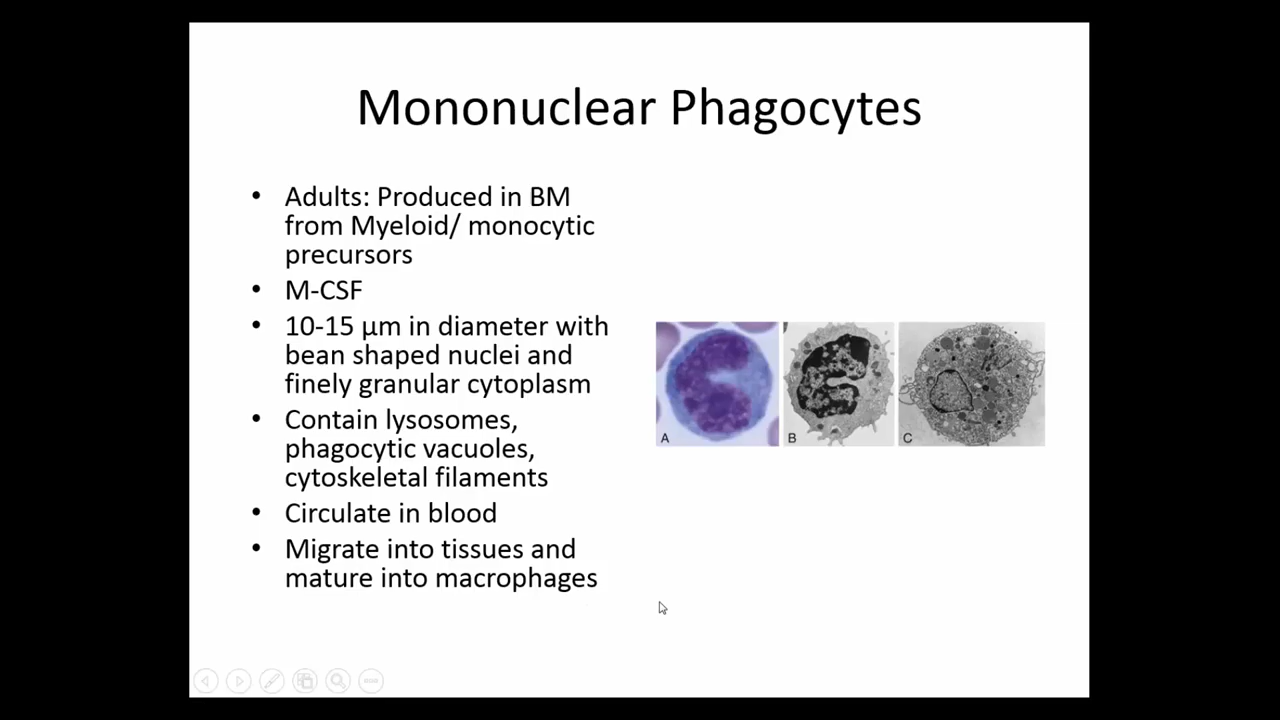 Mononuclear Phagocytes
• Adults: Produced in BM
from Myeloid/ monocytic
precursors
• M-CSF
• 10-15 µm in diameter with
bean shaped nuclei and
finely granular cytoplasm
• Contain lysosomes,
phagocytic vacuoles,
cytoskeletal filaments
• Circulate in blood
• Migrate into tissues and
mature into macrophages
A B C